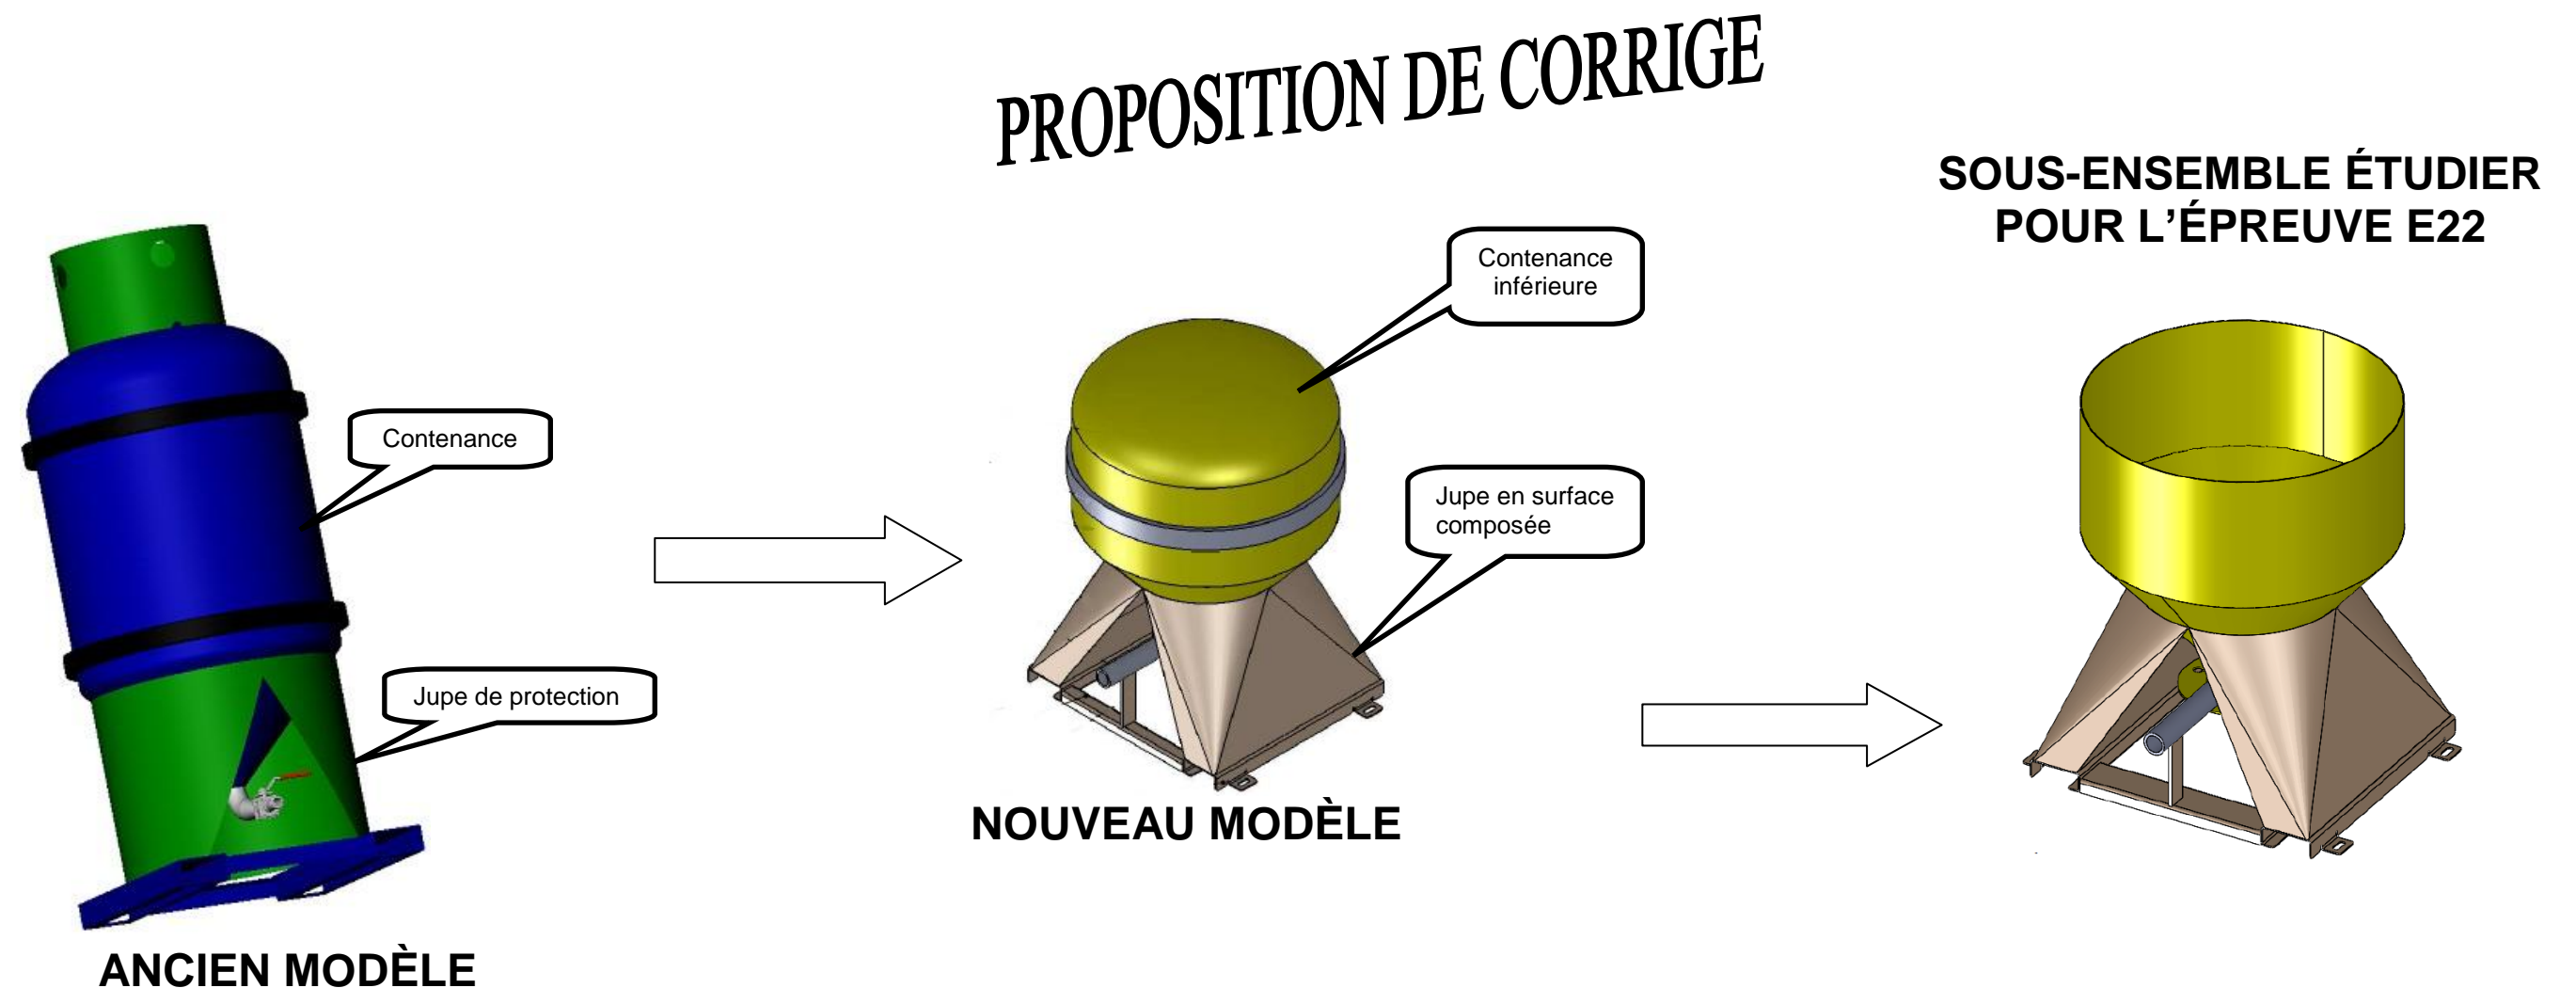 PROPOSITION DE CORRIGE
SOUS-ENSEMBLE ÉTUDIER
POUR L'ÉPREUVE E22
Contenance
inférieure
Contenance
Jupe en surface
composée
Jupe de protection
NOUVEAU MODÈLE
ANCIEN MODÈLE